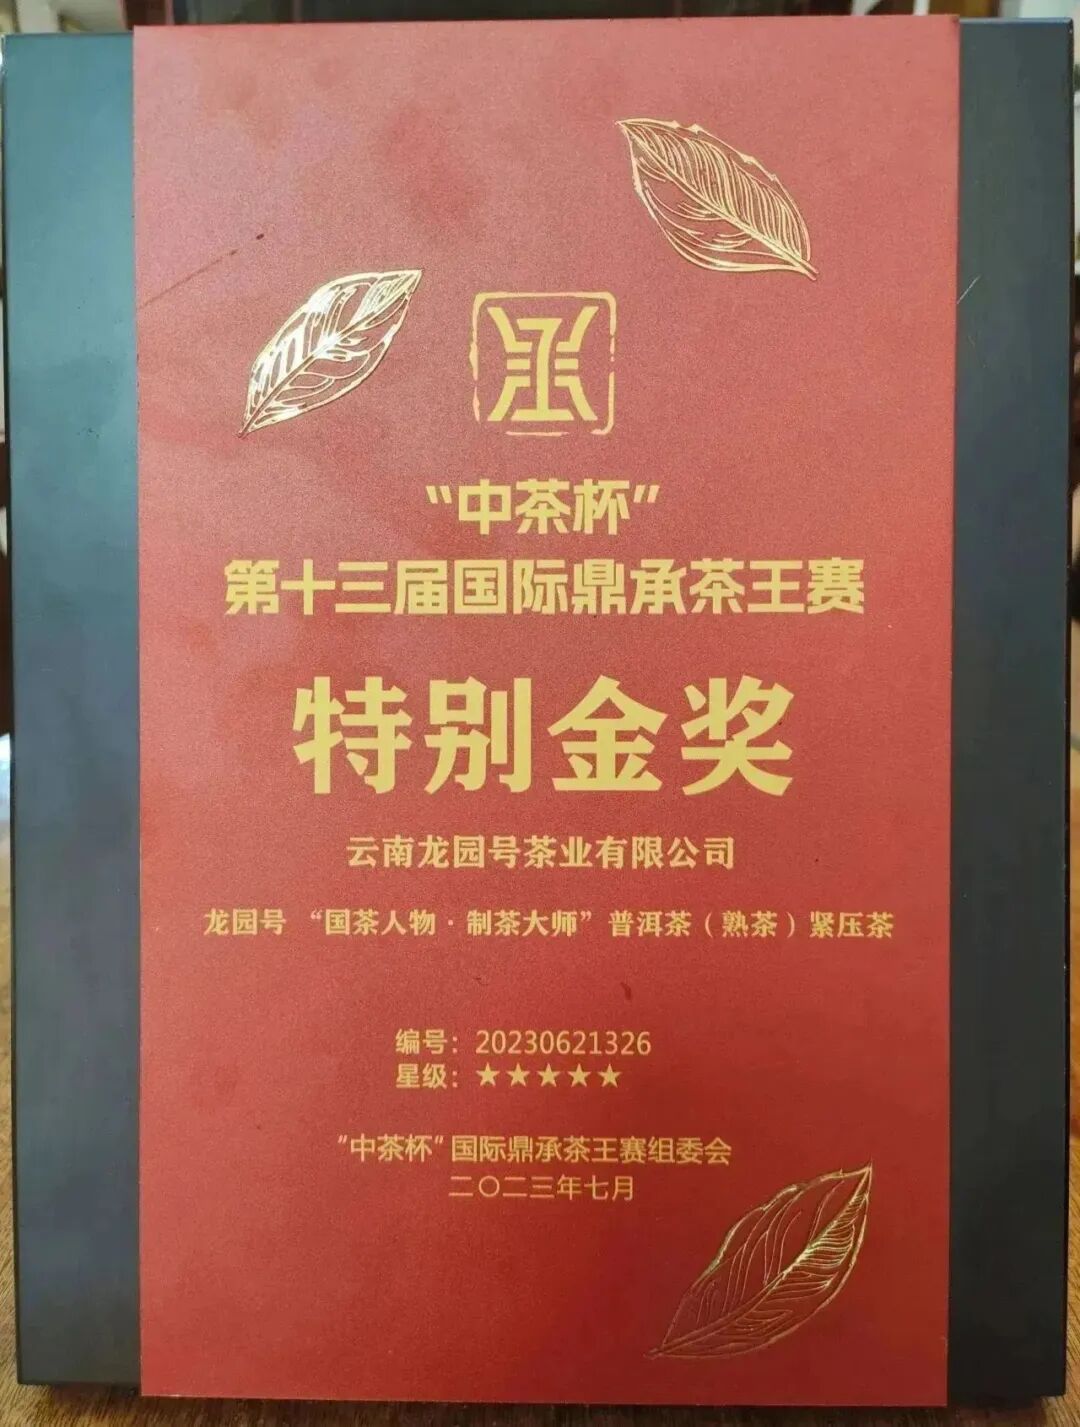 “中茶杯”
第十三届国际鼎承茶王赛
特别金奖
云南龙园号茶业有限公司
龙园号 “国茶人物·制茶大师”普洱茶（熟茶）紧压茶
编号：20230621326
星级：★★★★★
“中茶杯”国际鼎承茶王赛组委会
二〇二三年七月